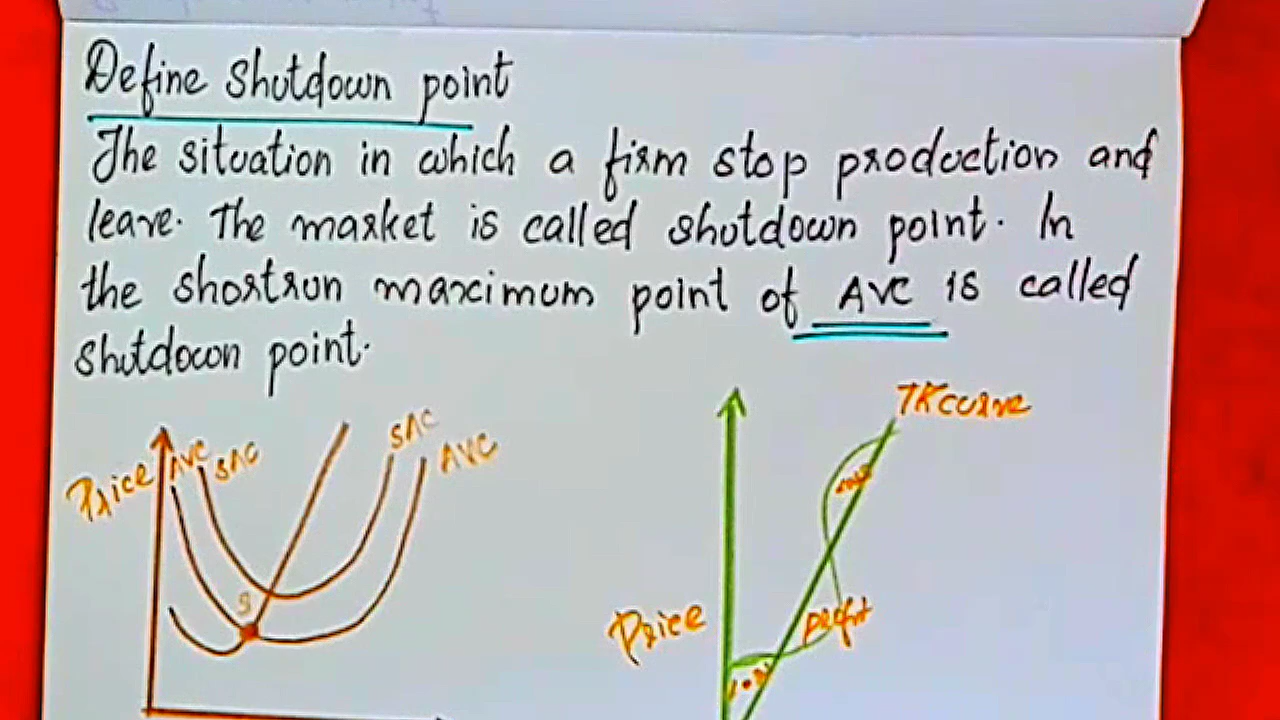 Define Shutdown point
The situation in which a firm stop production and
leave. The market is called shutdown point. In
the shortrun maximum point of AVC is called
shutdown point.
Price AVC SAC SAC AVC
S
TR curve
Price
profit